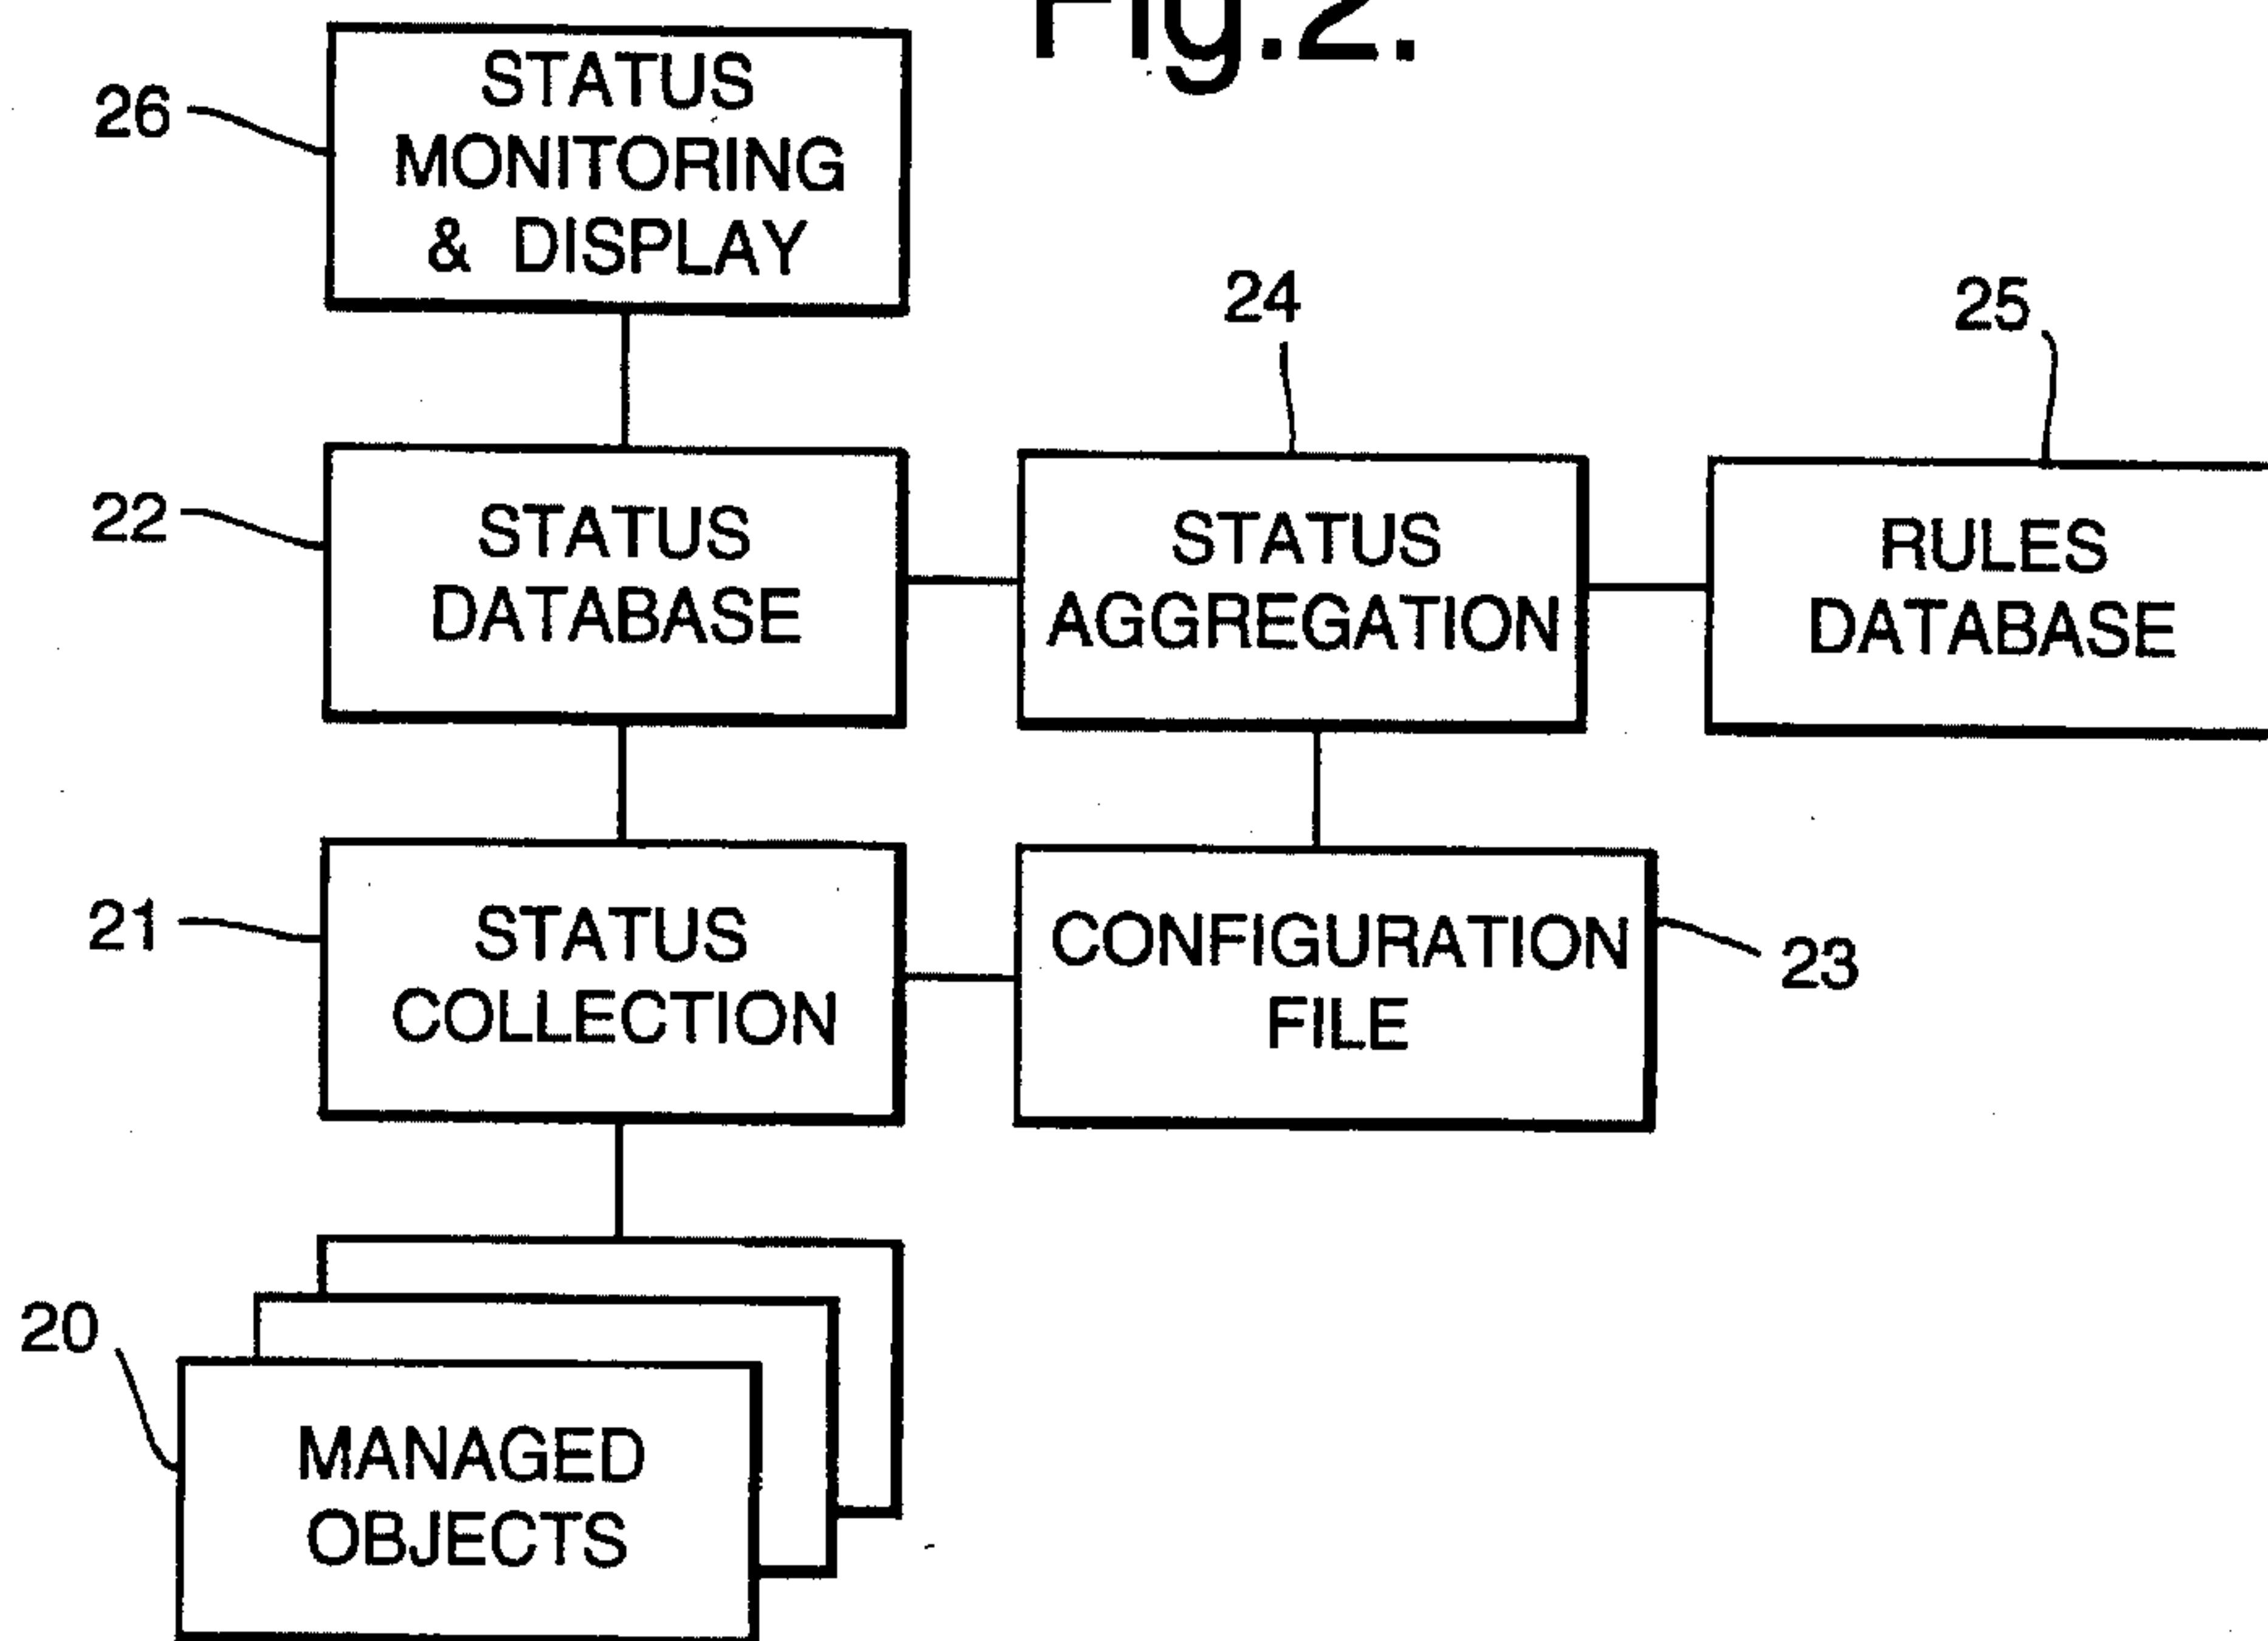 Fig.2.
26
STATUS
MONITORING
& DISPLAY
24
25
22
STATUS
DATABASE
STATUS
AGGREGATION
RULES
DATABASE
21
STATUS
COLLECTION
CONFIGURATION
FILE
23
20
MANAGED
OBJECTS